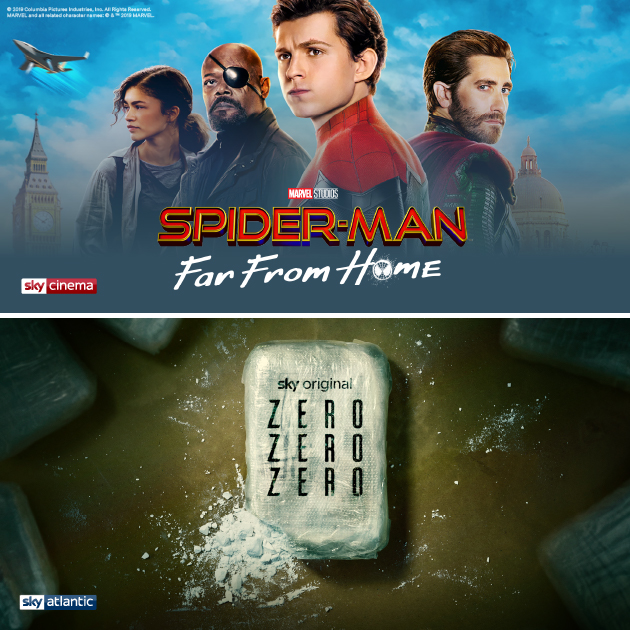 © 2019 Columbia Pictures Industries, Inc. All Rights Reserved.
MARVEL and all related character names: © & ™ 2019 MARVEL.
MARVEL STUDIOS
SPIDER-MAN
Far From Home
sky cinema
sky original
ZERO
ZERO
ZERO
sky atlantic